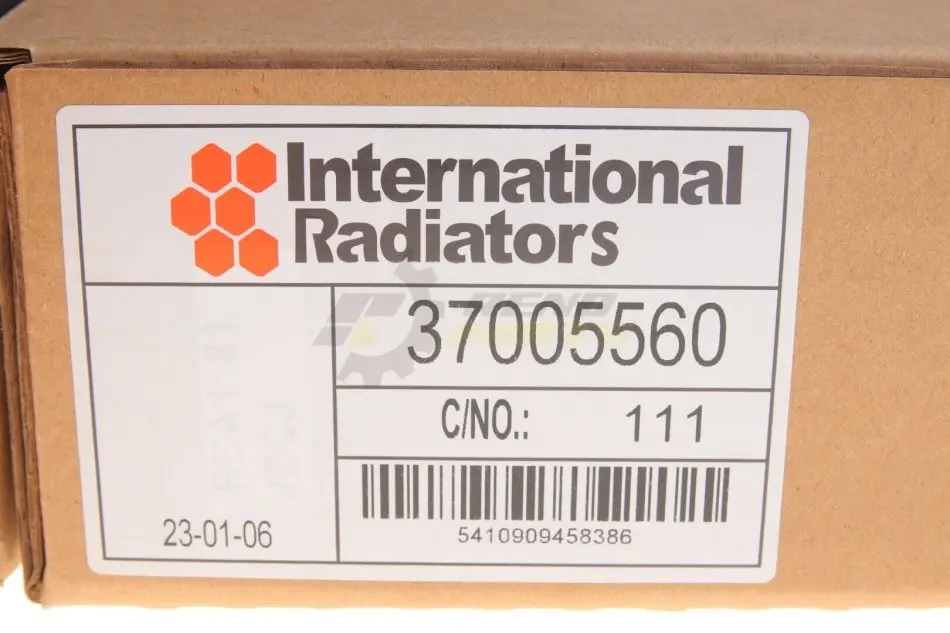 International
Radiators
37005560
C/NO.: 111
23-01-06
5410909458386